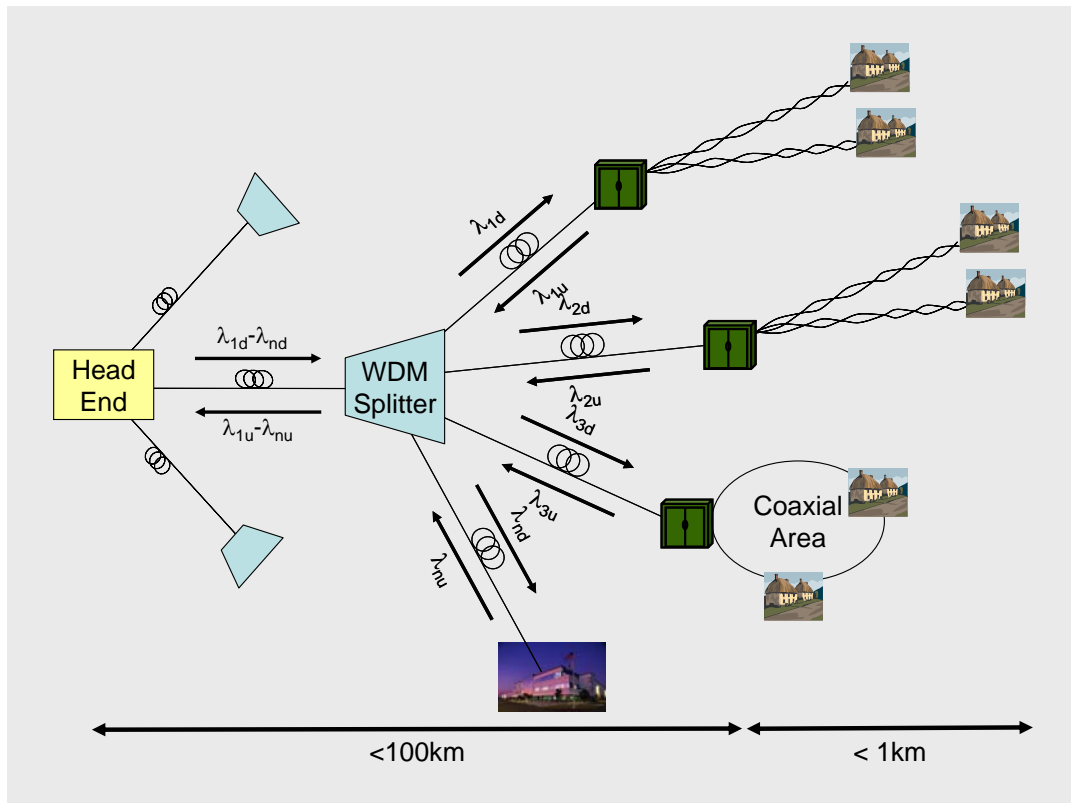 λ1d
λ1u
λ2d
λ1d-λnd
Head
End
WDM
Splitter
λ1u-λnu
λ2u
λ3d
λ3u
λnd
λnu
Coaxial
Area
<100km
< 1km